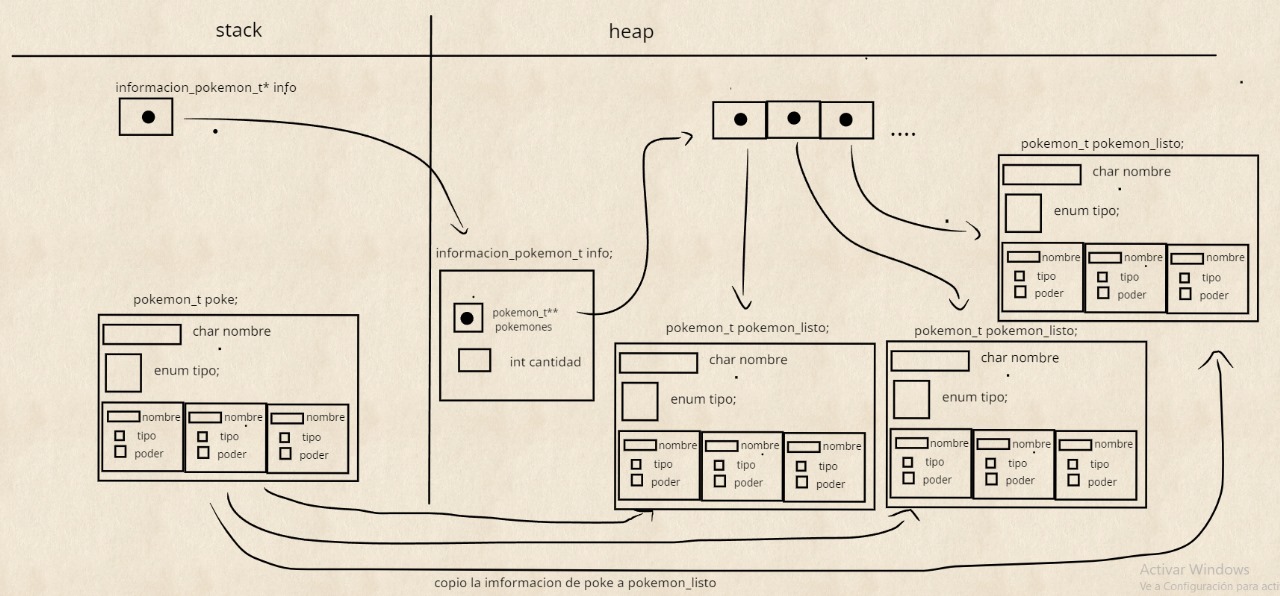 stack
heap
informacion_pokemon_t* info
....
pokemon_t pokemon_listo;
char nombre
enum tipo;
nombre nombre nombre
tipo tipo tipo
poder poder poder
informacion_pokemon_t info;
pokemon_t**
pokemones
int cantidad
pokemon_t poke;
char nombre
enum tipo;
nombre nombre nombre
tipo tipo tipo
poder poder poder
pokemon_t pokemon_listo;
char nombre
enum tipo;
nombre nombre nombre
tipo tipo tipo
poder poder poder
pokemon_t pokemon_listo;
char nombre
enum tipo;
nombre nombre nombre
tipo tipo tipo
poder poder poder
copio la imformacion de poke a pokemon_listo
Activar Windows
Ve a Configuración para acti